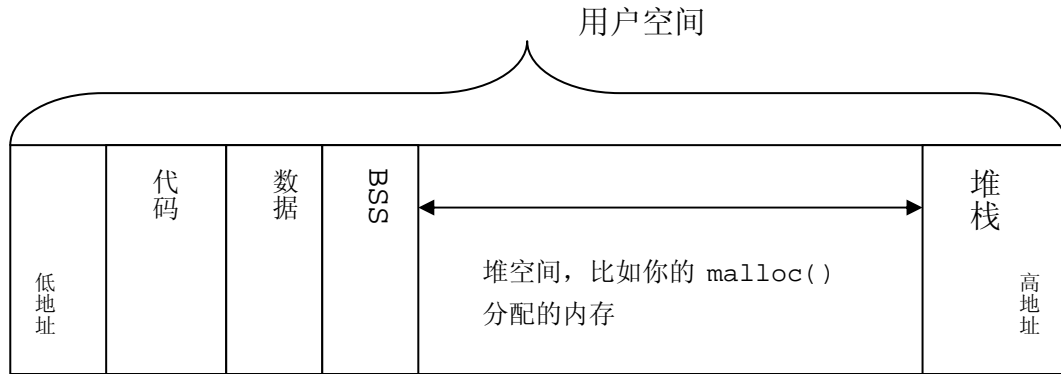 用户空间
代码
数据
BSS
堆栈
堆空间，比如你的 malloc()
分配的内存
低地址
高地址